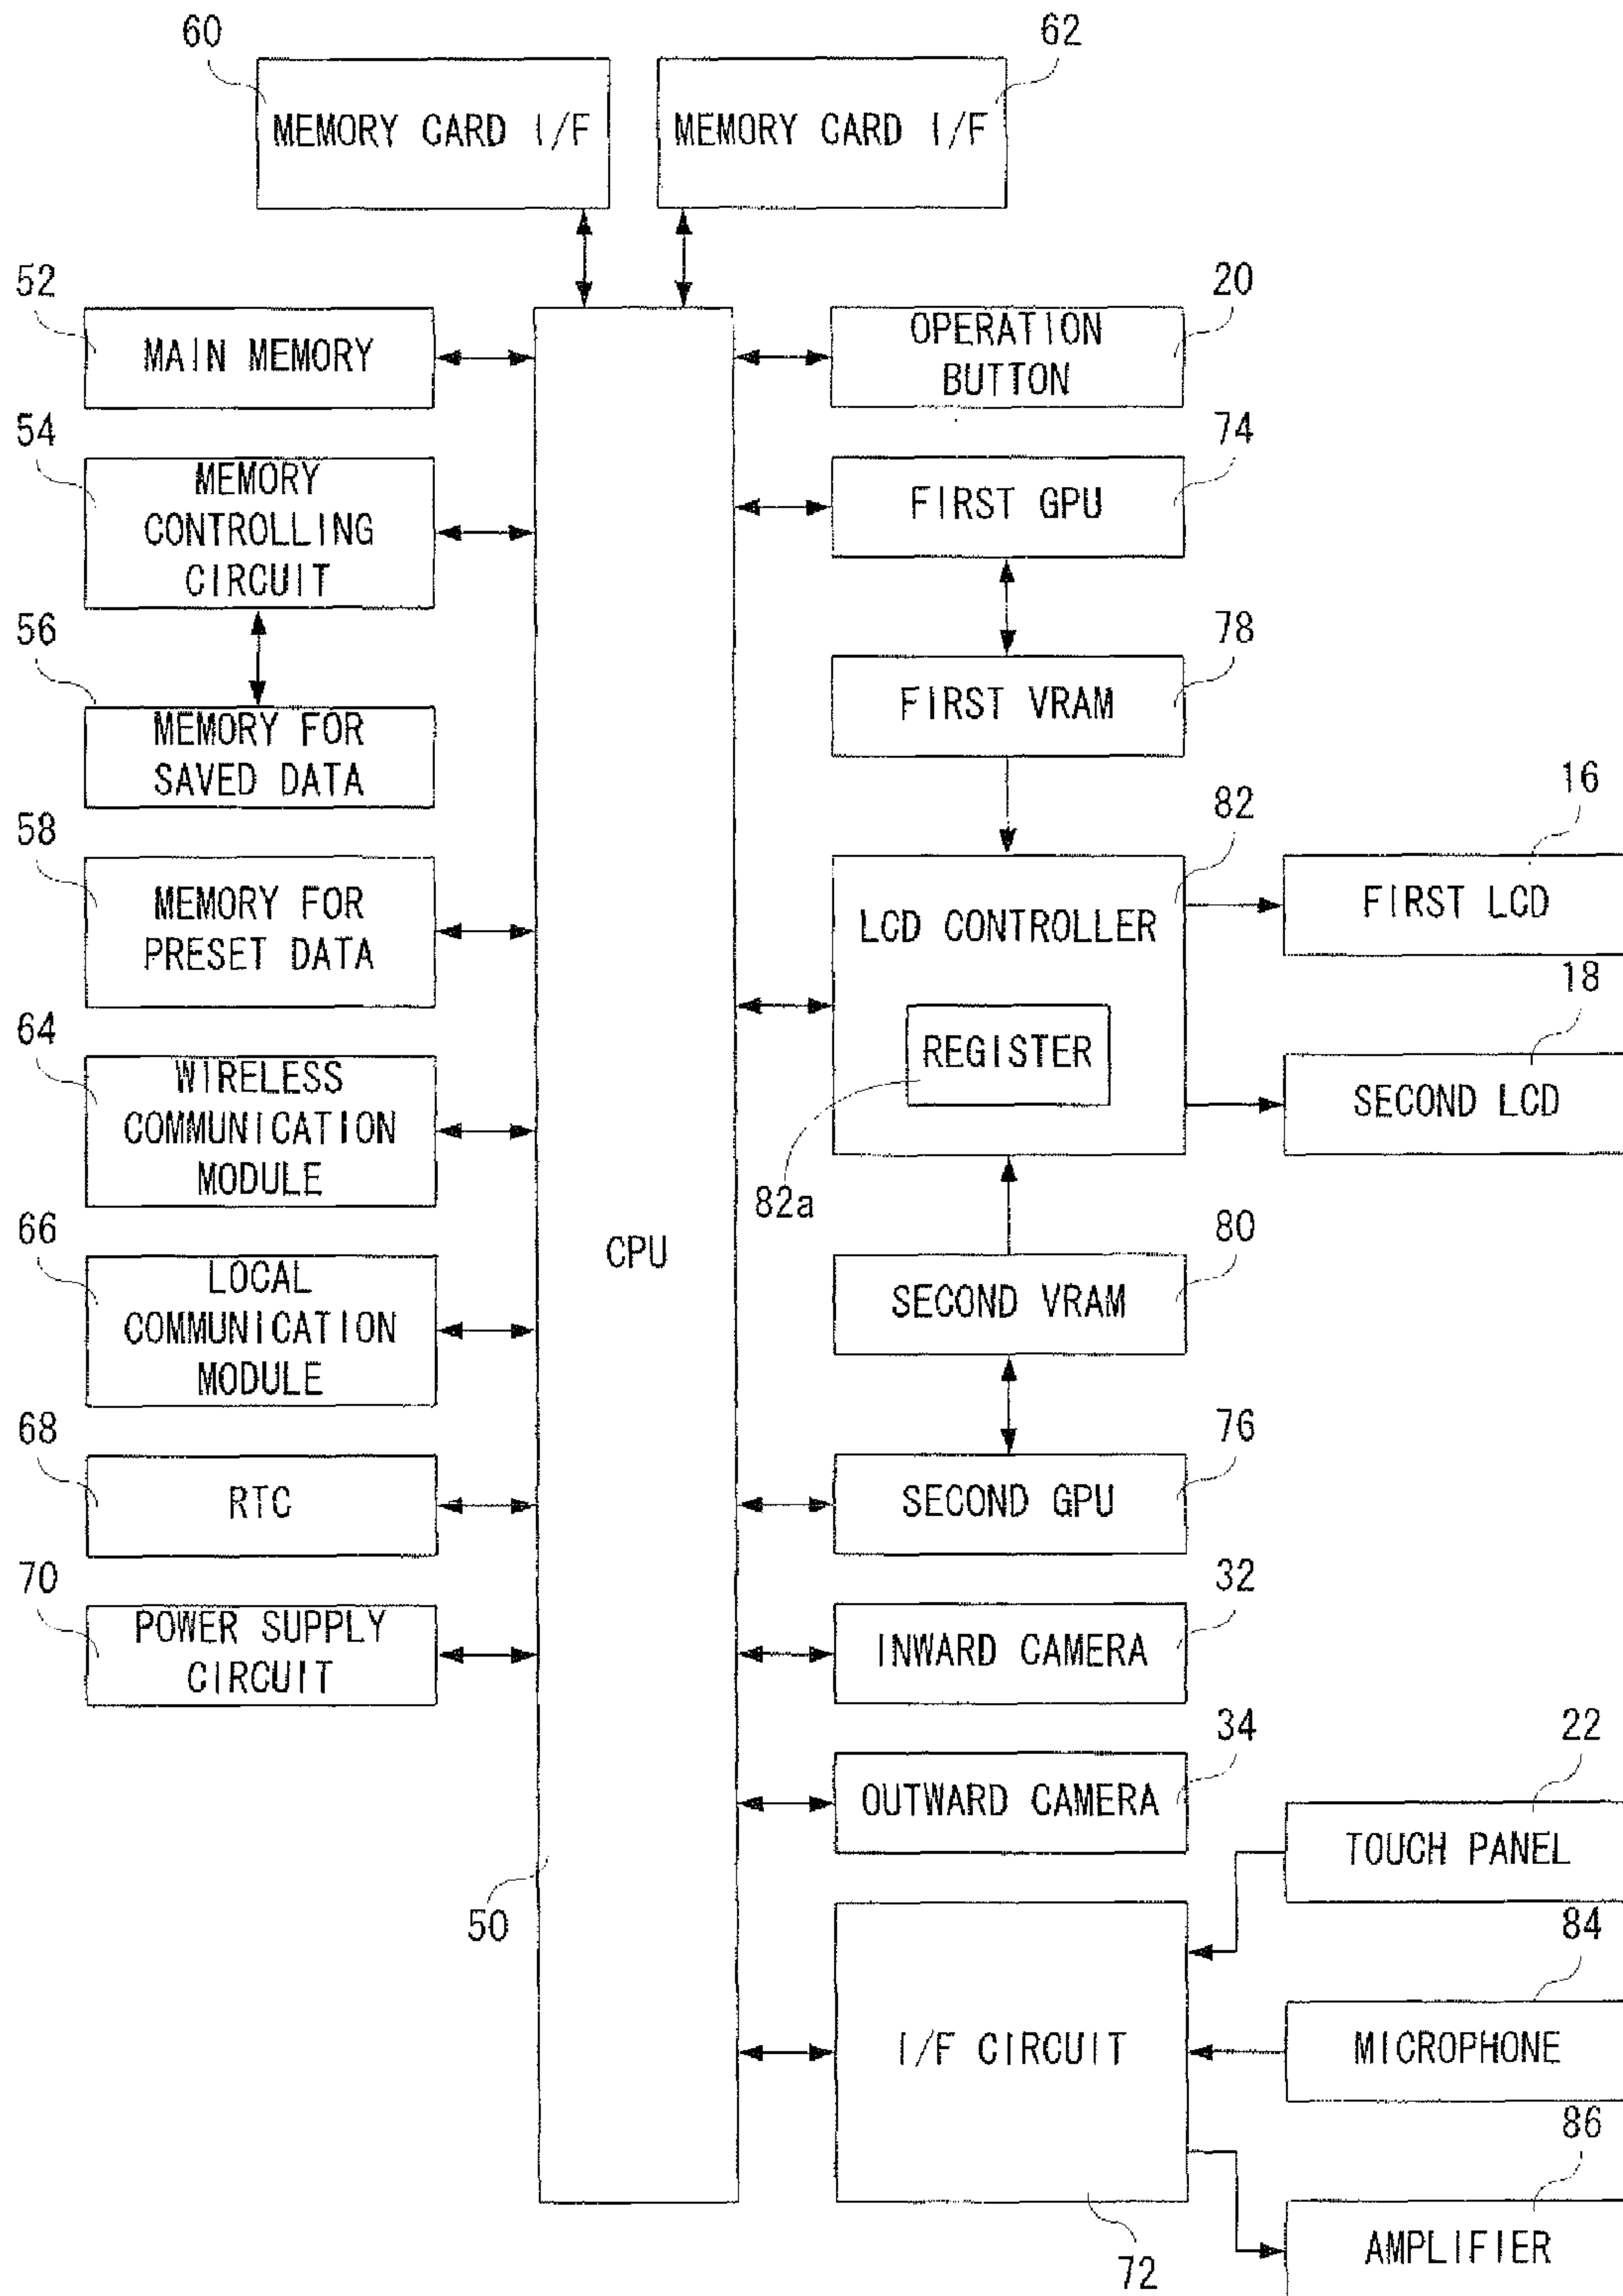 60
62
MEMORY CARD I/F
MEMORY CARD I/F
52
MAIN MEMORY
20
OPERATION
BUTTON
54
MEMORY
CONTROLLING
CIRCUIT
74
FIRST GPU
56
MEMORY FOR
SAVED DATA
78
FIRST VRAM
58
MEMORY FOR
PRESET DATA
82
LCD CONTROLLER
REGISTER
82a
16
FIRST LCD
18
SECOND LCD
64
WIRELESS
COMMUNICATION
MODULE
66
LOCAL
COMMUNICATION
MODULE
CPU
80
SECOND VRAM
68
RTC
76
SECOND GPU
70
POWER SUPPLY
CIRCUIT
32
INWARD CAMERA
34
OUTWARD CAMERA
22
TOUCH PANEL
50
84
I/F CIRCUIT
MICROPHONE
86
72
AMPLIFIER